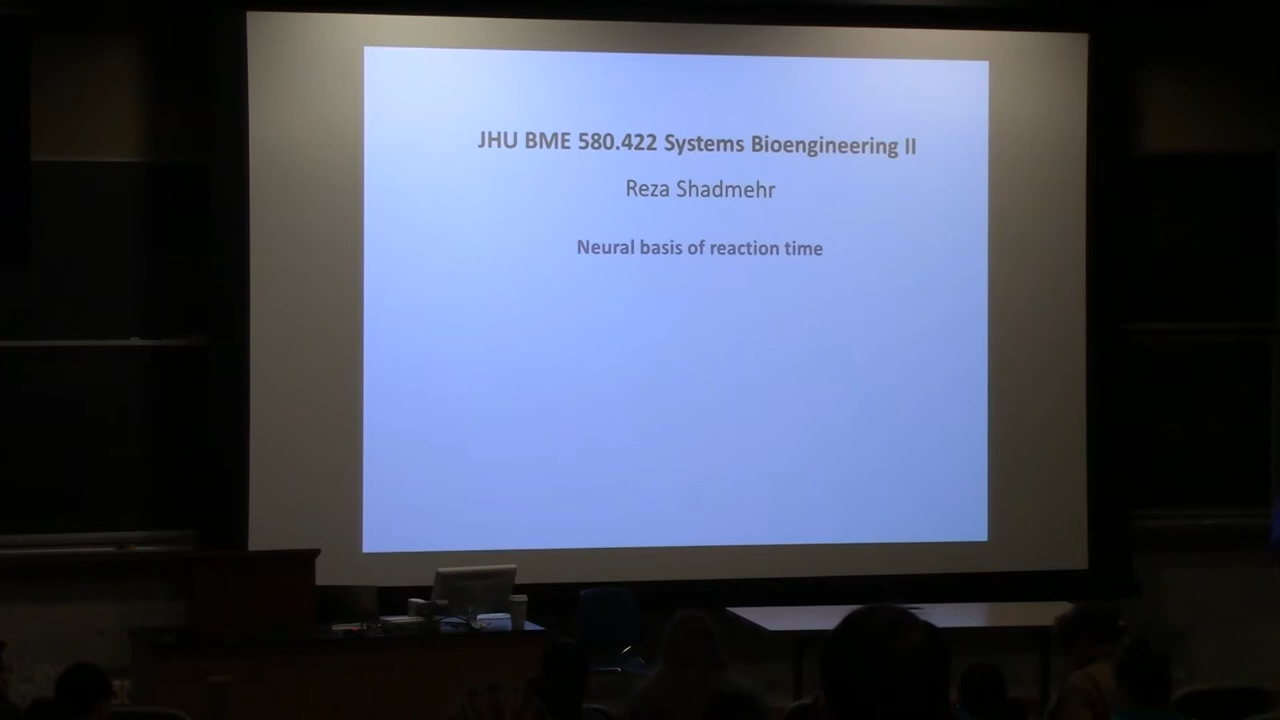 JHU BME 580.422 Systems Bioengineering II
Reza Shadmehr
Neural basis of reaction time